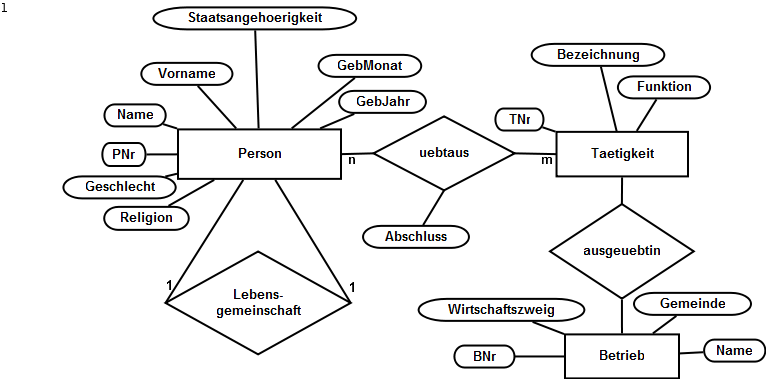 1
Staatsangehoerigkeit
Bezeichnung
GebMonat
Vorname
Funktion
GebJahr
Name
TNr
PNr
Person
n
uebtaus
m
Taetigkeit
Geschlecht
Religion
Abschluss
ausgeuebtin
1
1
Lebens-
gemeinschaft
Wirtschaftszweig
Gemeinde
BNr
Betrieb
Name